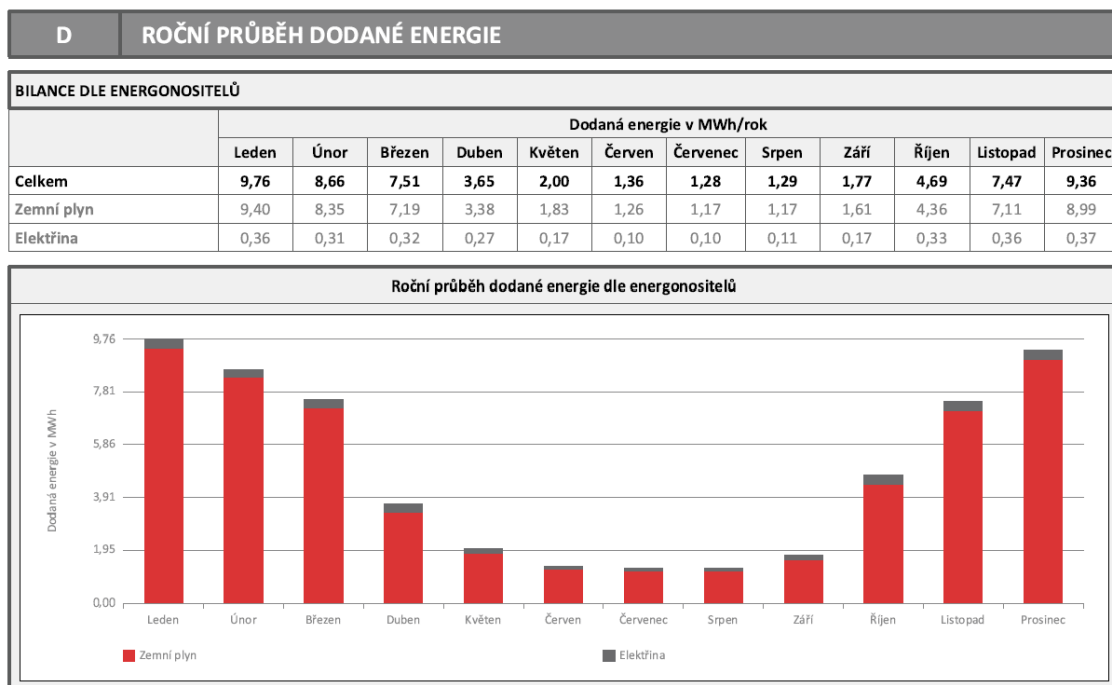 D ROČNÍ PRŮBĚH DODANÉ ENERGIE
BILANCE DLE ENERGONOSITELŮ
Dodaná energie v MWh/rok
Leden Únor Březen Duben Květen Červen Červenec Srpen Září Říjen Listopad Prosinec
Celkem 9,76 8,66 7,51 3,65 2,00 1,36 1,28 1,29 1,77 4,69 7,47 9,36
Zemní plyn 9,40 8,35 7,19 3,38 1,83 1,26 1,17 1,17 1,61 4,36 7,11 8,99
Elektřina 0,36 0,31 0,32 0,27 0,17 0,10 0,10 0,11 0,17 0,33 0,36 0,37
Roční průběh dodané energie dle energonositelů
Dodaná energie v MWh
9,76
7,81
5,86
3,91
1,95
0,00
Leden Únor Březen Duben Květen Červen Červenec Srpen Září Říjen Listopad Prosinec
Zemní plyn Elektřina